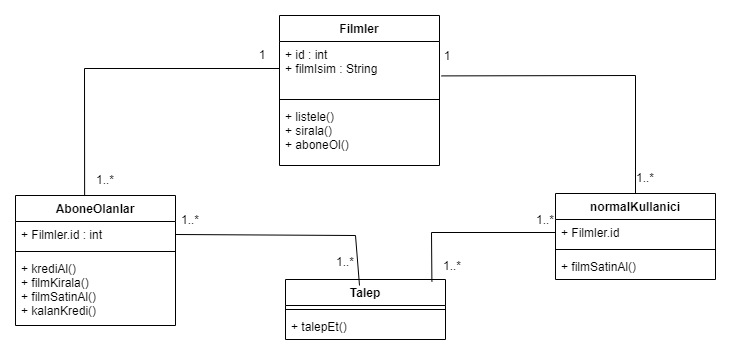 Filmler
+ id : int
+ filmIsim : String
+ listele()
+ sirala()
+ aboneOl()
1
1
1..*
1..*
AboneOlanlar
+ Filmler.id : int
+ krediAl()
+ filmKirala()
+ filmSatinAl()
+ kalanKredi()
1..*
1..*
normalKullanici
+ Filmler.id
+ filmSatinAl()
1..*
1..*
Talep
+ talepEt()